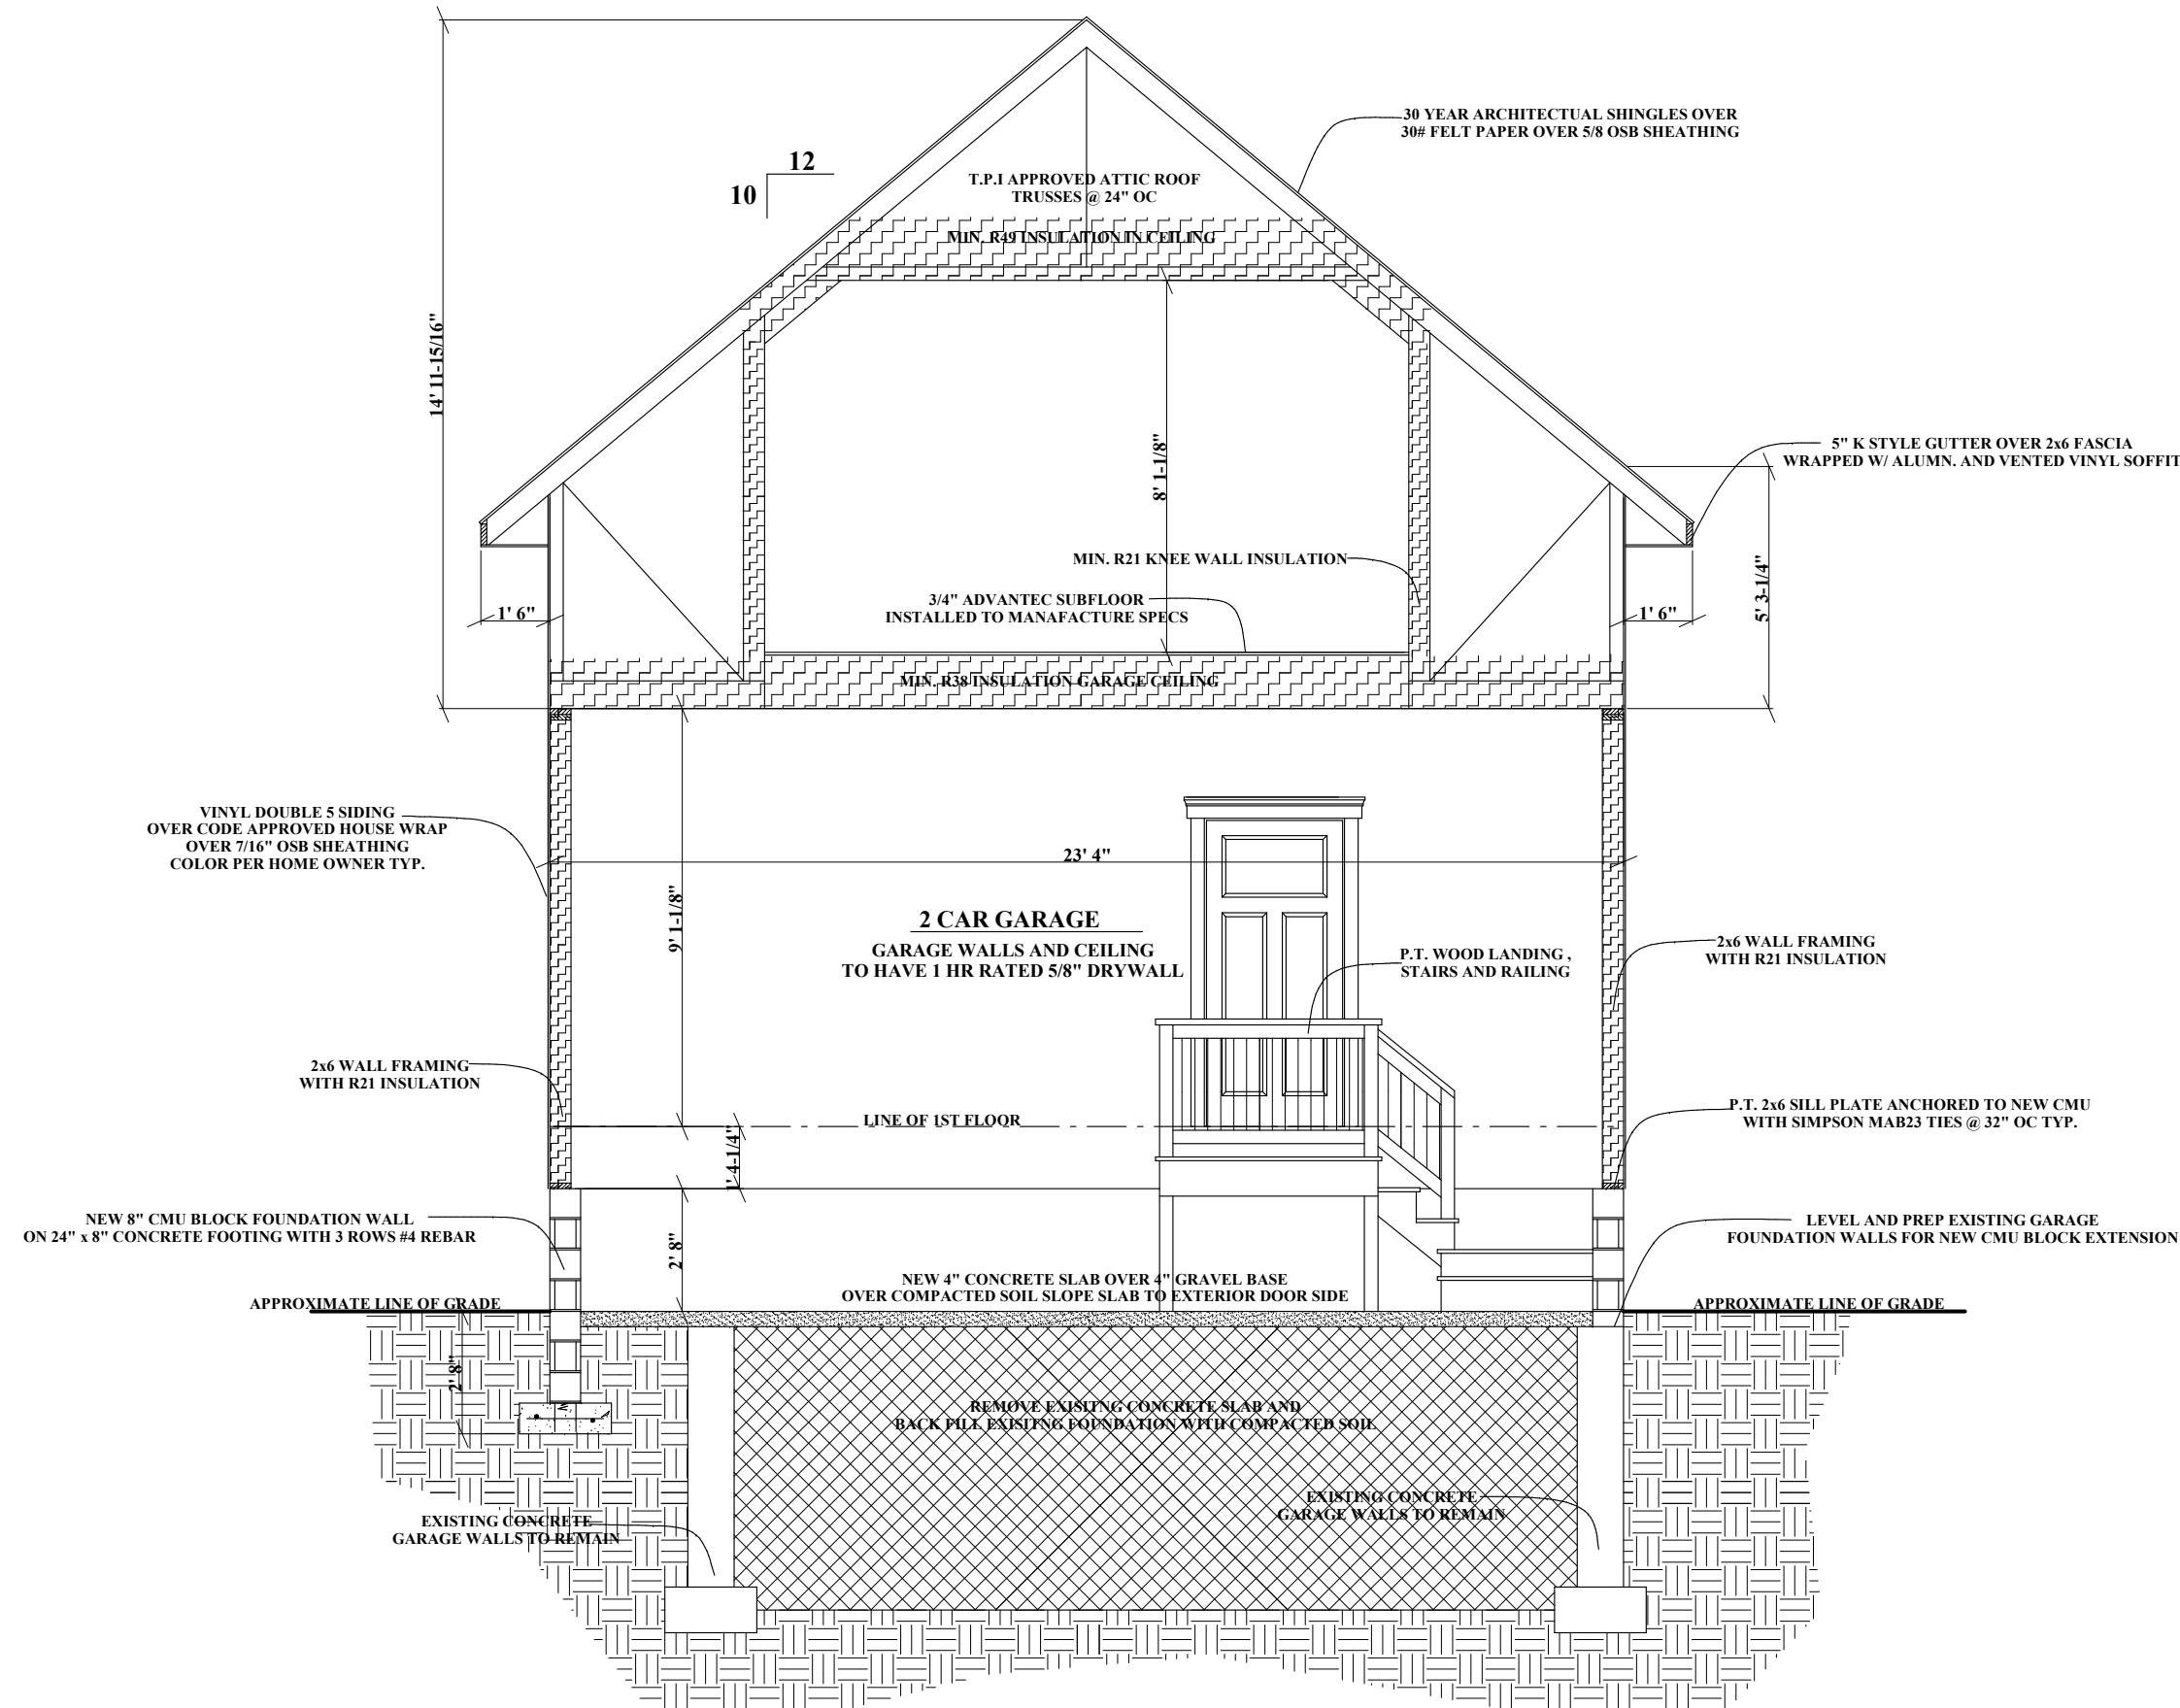 30 YEAR ARCHITECTUAL SHINGLES OVER
30# FELT PAPER OVER 5/8 OSB SHEATHING
12
10
T.P.I APPROVED ATTIC ROOF
TRUSSES @ 24" OC
MIN. R49 INSULATION IN CEILING
14' 11-15/16"
8' 1-1/8"
5" K STYLE GUTTER OVER 2x6 FASCIA
WRAPPED W/ ALUMN. AND VENTED VINYL SOFFIT
MIN. R21 KNEE WALL INSULATION
3/4" ADVANTEC SUBFLOOR
INSTALLED TO MANAFACTURE SPECS
1' 6"
1' 6"
5' 3-1/4"
MIN. R38 INSULATION GARAGE CEILING
VINYL DOUBLE 5 SIDING
OVER CODE APPROVED HOUSE WRAP
OVER 7/16" OSB SHEATHING
COLOR PER HOME OWNER TYP.
23' 4"
9' 1-1/8"
2 CAR GARAGE
GARAGE WALLS AND CEILING
TO HAVE 1 HR RATED 5/8" DRYWALL
P.T. WOOD LANDING ,
STAIRS AND RAILING
2x6 WALL FRAMING
WITH R21 INSULATION
2x6 WALL FRAMING
WITH R21 INSULATION
LINE OF 1ST FLOOR
1' 4-1/4"
P.T. 2x6 SILL PLATE ANCHORED TO NEW CMU
WITH SIMPSON MAB23 TIES @ 32" OC TYP.
NEW 8" CMU BLOCK FOUNDATION WALL
ON 24" x 8" CONCRETE FOOTING WITH 3 ROWS #4 REBAR
2' 8"
LEVEL AND PREP EXISTING GARAGE
FOUNDATION WALLS FOR NEW CMU BLOCK EXTENSION
NEW 4" CONCRETE SLAB OVER 4" GRAVEL BASE
OVER COMPACTED SOIL SLOPE SLAB TO EXTERIOR DOOR SIDE
APPROXIMATE LINE OF GRADE
APPROXIMATE LINE OF GRADE
2' 8"
REMOVE EXISITNG CONCRETE SLAB AND
BACK FILL EXISITNG FOUNDATION WITH COMPACTED SOIL
EXISTING CONCRETE
GARAGE WALLS TO REMAIN
EXISTING CONCRETE
GARAGE WALLS TO REMAIN